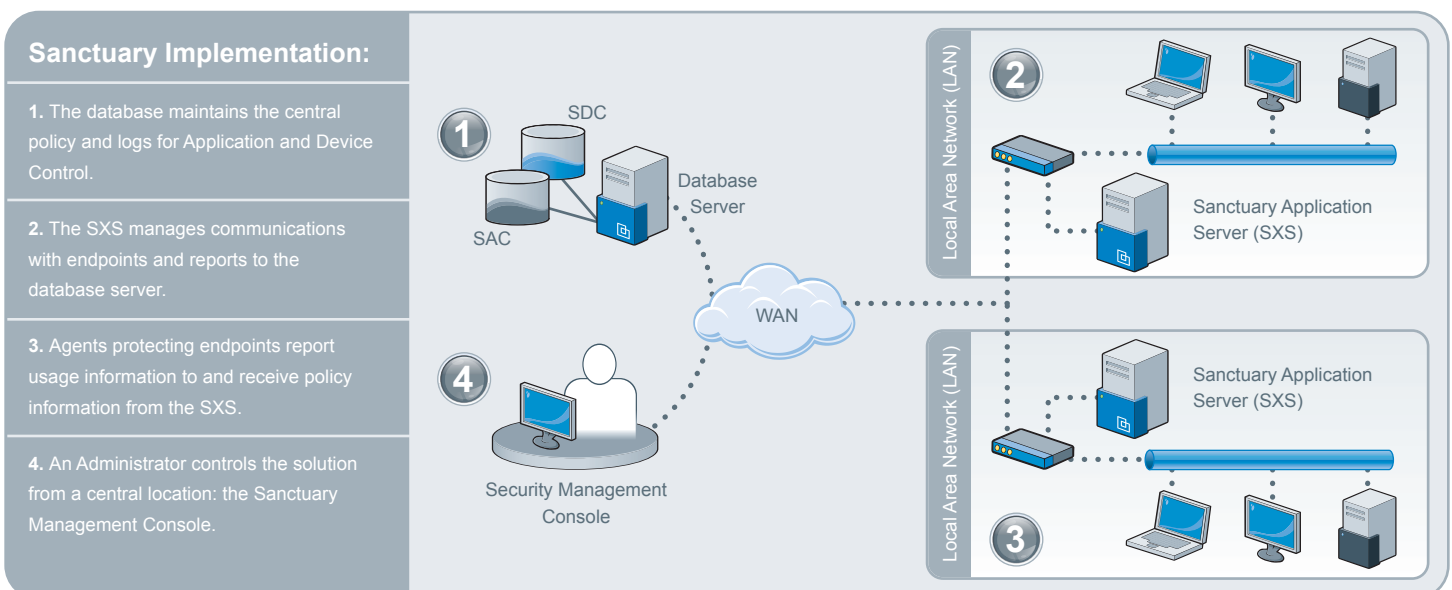 Sanctuary Implementation:
1. The database maintains the central
policy and logs for Application and Device
Control.
2. The SXS manages communications
with endpoints and reports to the
database server.
3. Agents protecting endpoints report
usage information to and receive policy
information from the SXS.
4. An Administrator controls the solution
from a central location: the Sanctuary
Management Console.
1
SDC
SAC
Database
Server
WAN
4
Security Management
Console
Local Area Network (LAN)
2
Sanctuary Application
Server (SXS)
Local Area Network (LAN)
Sanctuary Application
Server (SXS)
3